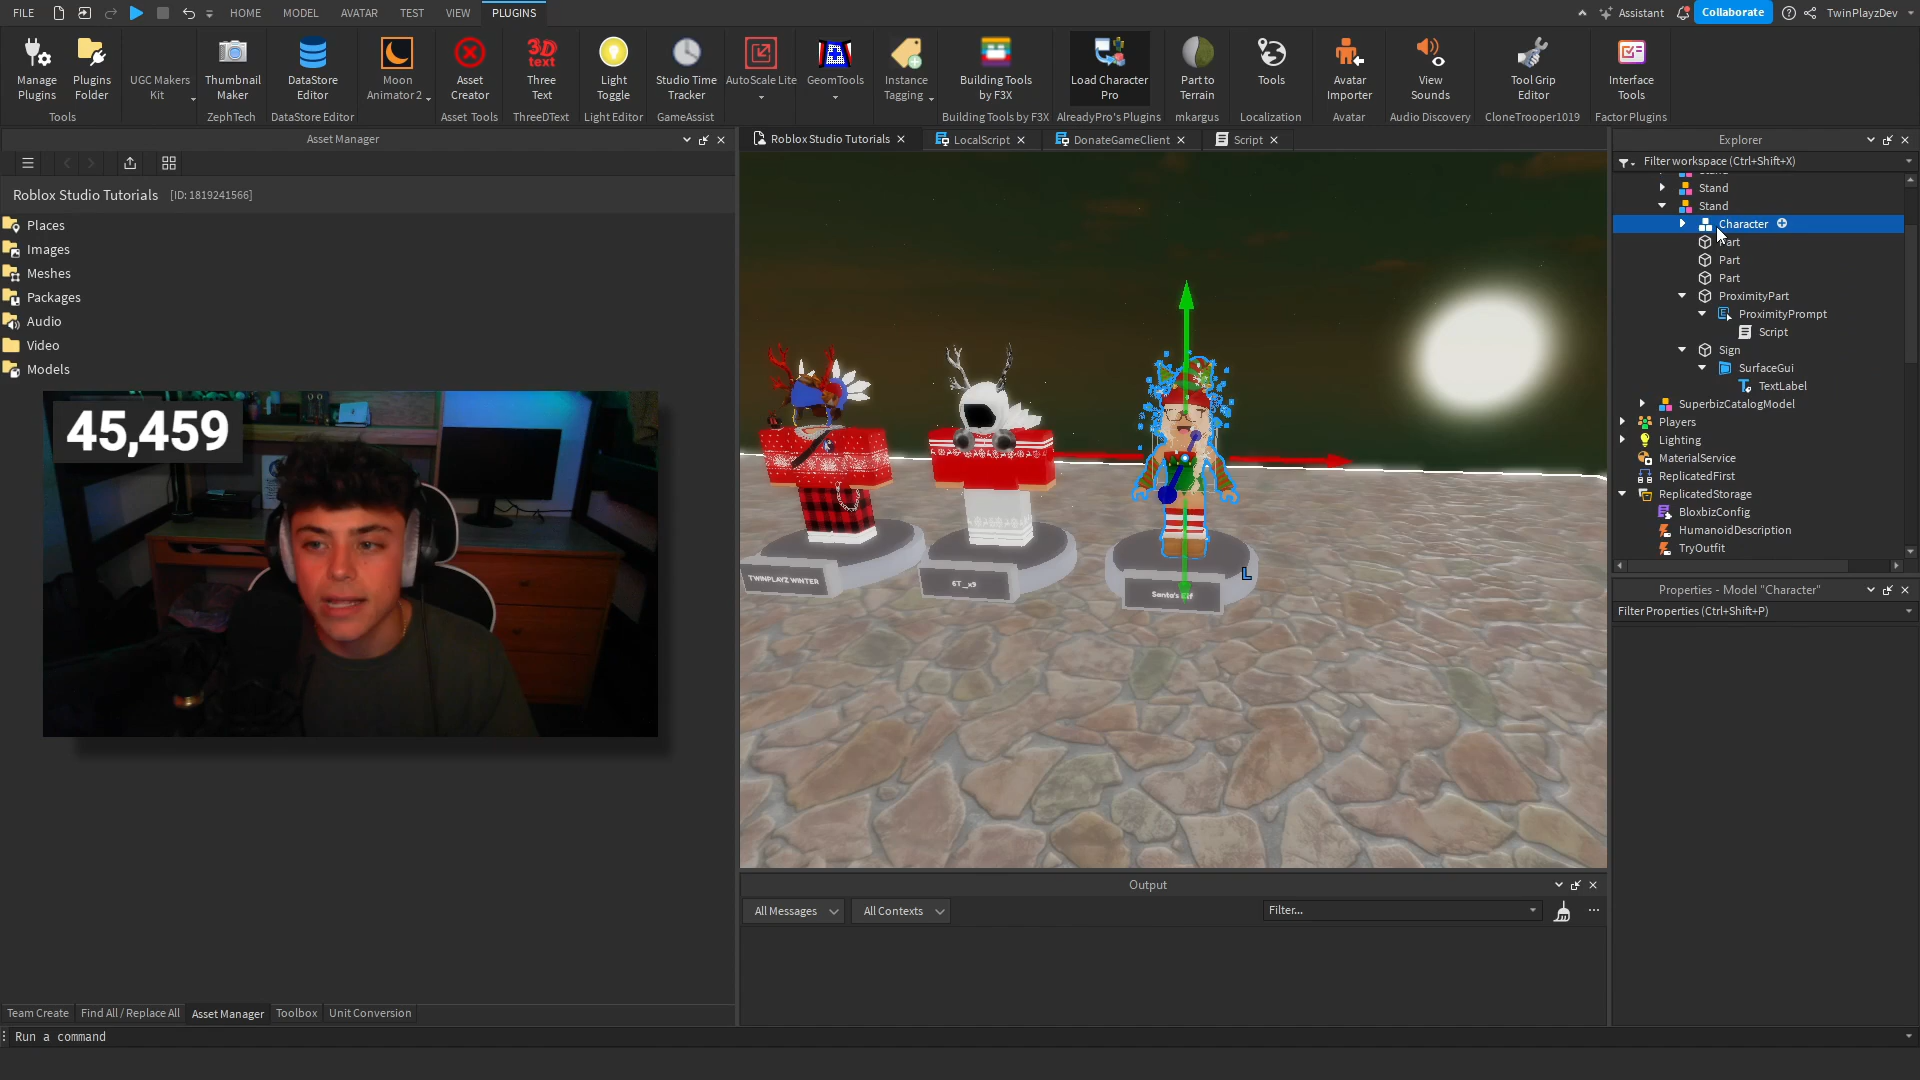 FILE HOME MODEL AVATAR TEST VIEW PLUGINS Assistant Collaborate TwinPlayzDev
Manage Plugins
Plugins Folder
UGC Makers Kit
Thumbnail Maker
DataStore Editor
Moon Animator 2
Asset Creator
Three Text
3D text
Light Toggle
Studio Time Tracker
AutoScale Lite
GeomTools
Instance Tagging
Building Tools by F3X
Load Character Pro
Part to Terrain
Tools
Avatar Importer
View Sounds
Tool Grip Editor
Interface Tools
Tools ZephTech DataStore Editor Asset Tools ThreeDText Light Editor GameAssist Building Tools by F3X AlreadyPro's Plugins mkargus Localization Avatar Audio Discovery CloneTrooper1019 Factor Plugins
Asset Manager
Roblox Studio Tutorials [ID: 1819241566]
Places
Images
Meshes
Packages
Audio
Video
Models
45,459
Roblox Studio Tutorials LocalScript DonateGameClient Script
TWINPLAYZ WINTER
6T_x9
Santa's Elf
L
Output
All Messages All Contexts Filter...
Explorer
Filter workspace (Ctrl+Shift+X)
Stand
Stand
Stand
Character
Part
Part
Part
ProximityPart
ProximityPrompt
Script
Sign
SurfaceGui
TextLabel
SuperbizCatalogModel
Players
Lighting
MaterialService
ReplicatedFirst
ReplicatedStorage
BloxbizConfig
HumanoidDescription
TryOutfit
Properties - Model "Character"
Filter Properties (Ctrl+Shift+P)
Team Create Find All / Replace All Asset Manager Toolbox Unit Conversion
Run a command